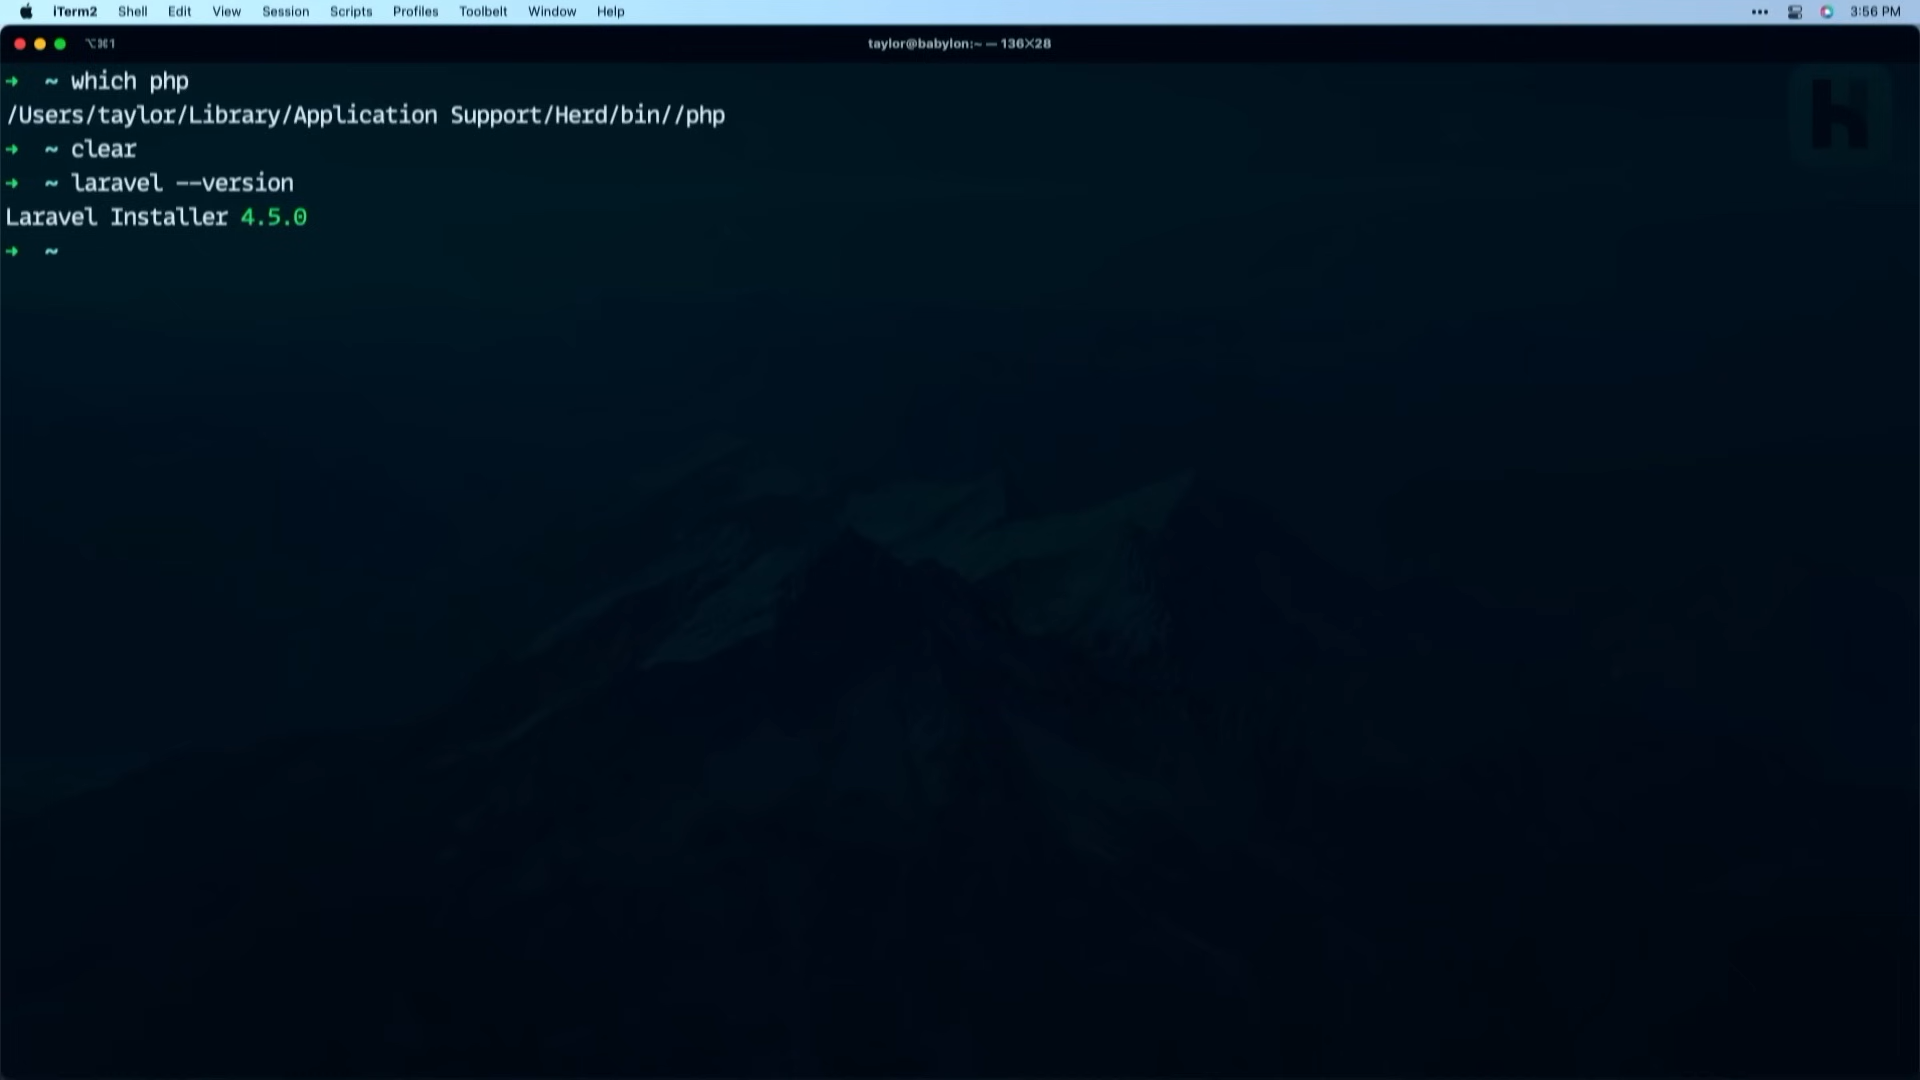 iTerm2 Shell Edit View Session Scripts Profiles Toolbelt Window Help 3:56 PM
⌥⌘1 taylor@babylon:~ — 136×28
➜ ~ which php
/Users/taylor/Library/Application Support/Herd/bin//php
➜ ~ clear
➜ ~ laravel --version
Laravel Installer 4.5.0
➜ ~